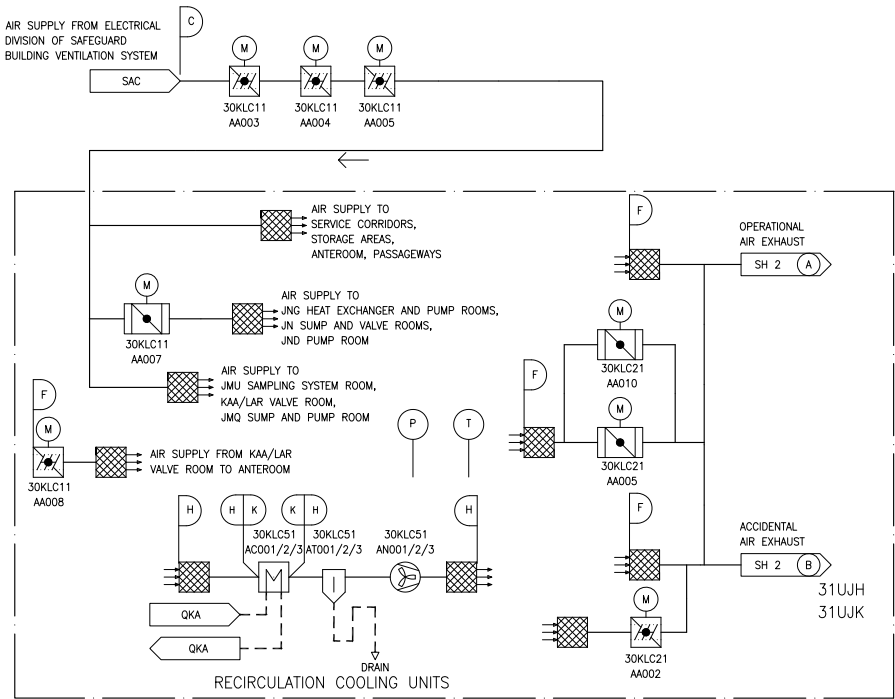 AIR SUPPLY FROM ELECTRICAL
DIVISION OF SAFEGUARD
BUILDING VENTILATION SYSTEM
C
SAC
M
M
M
30KLC11
AA003
30KLC11
AA004
30KLC11
AA005
AIR SUPPLY TO
SERVICE CORRIDORS,
STORAGE AREAS,
ANTEROOM, PASSAGEWAYS
F
OPERATIONAL
AIR EXHAUST
SH 2 A
M
30KLC11
AA007
AIR SUPPLY TO
JNG HEAT EXCHANGER AND PUMP ROOMS,
JN SUMP AND VALVE ROOMS,
JND PUMP ROOM
M
30KLC21
AA010
AIR SUPPLY TO
JMU SAMPLING SYSTEM ROOM,
KAA/LAR VALVE ROOM,
JMQ SUMP AND PUMP ROOM
F
M
30KLC21
AA005
F
M
30KLC11
AA008
AIR SUPPLY FROM KAA/LAR
VALVE ROOM TO ANTEROOM
P
T
H
H K
K H
H
30KLC51
AC001/2/3
30KLC51
AT001/2/3
30KLC51
AN001/2/3
F
ACCIDENTAL
AIR EXHAUST
SH 2 B
31UJH
31UJK
M
30KLC21
AA002
QKA
QKA
DRAIN
RECIRCULATION COOLING UNITS